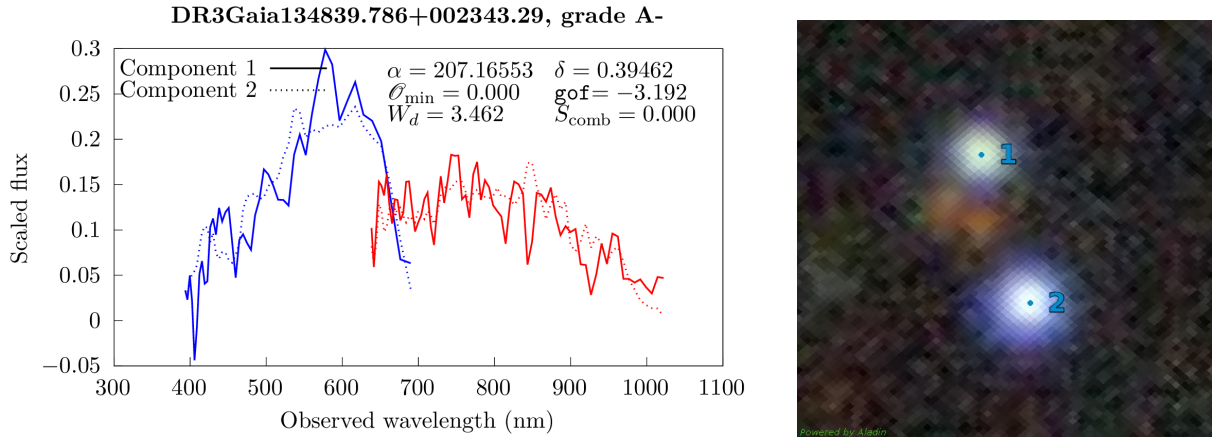 DR3Gaia134839.786+002343.29, grade A-
Component 1
Component 2
α = 207.16553 δ = 0.39462
𝒪min = 0.000 gof= −3.192
Wd = 3.462 Scomb = 0.000
Scaled flux
0.3
0.25
0.2
0.15
0.1
0.05
0
−0.05
300 400 500 600 700 800 900 1000 1100
Observed wavelength (nm)
1
2
Powered by Aladin